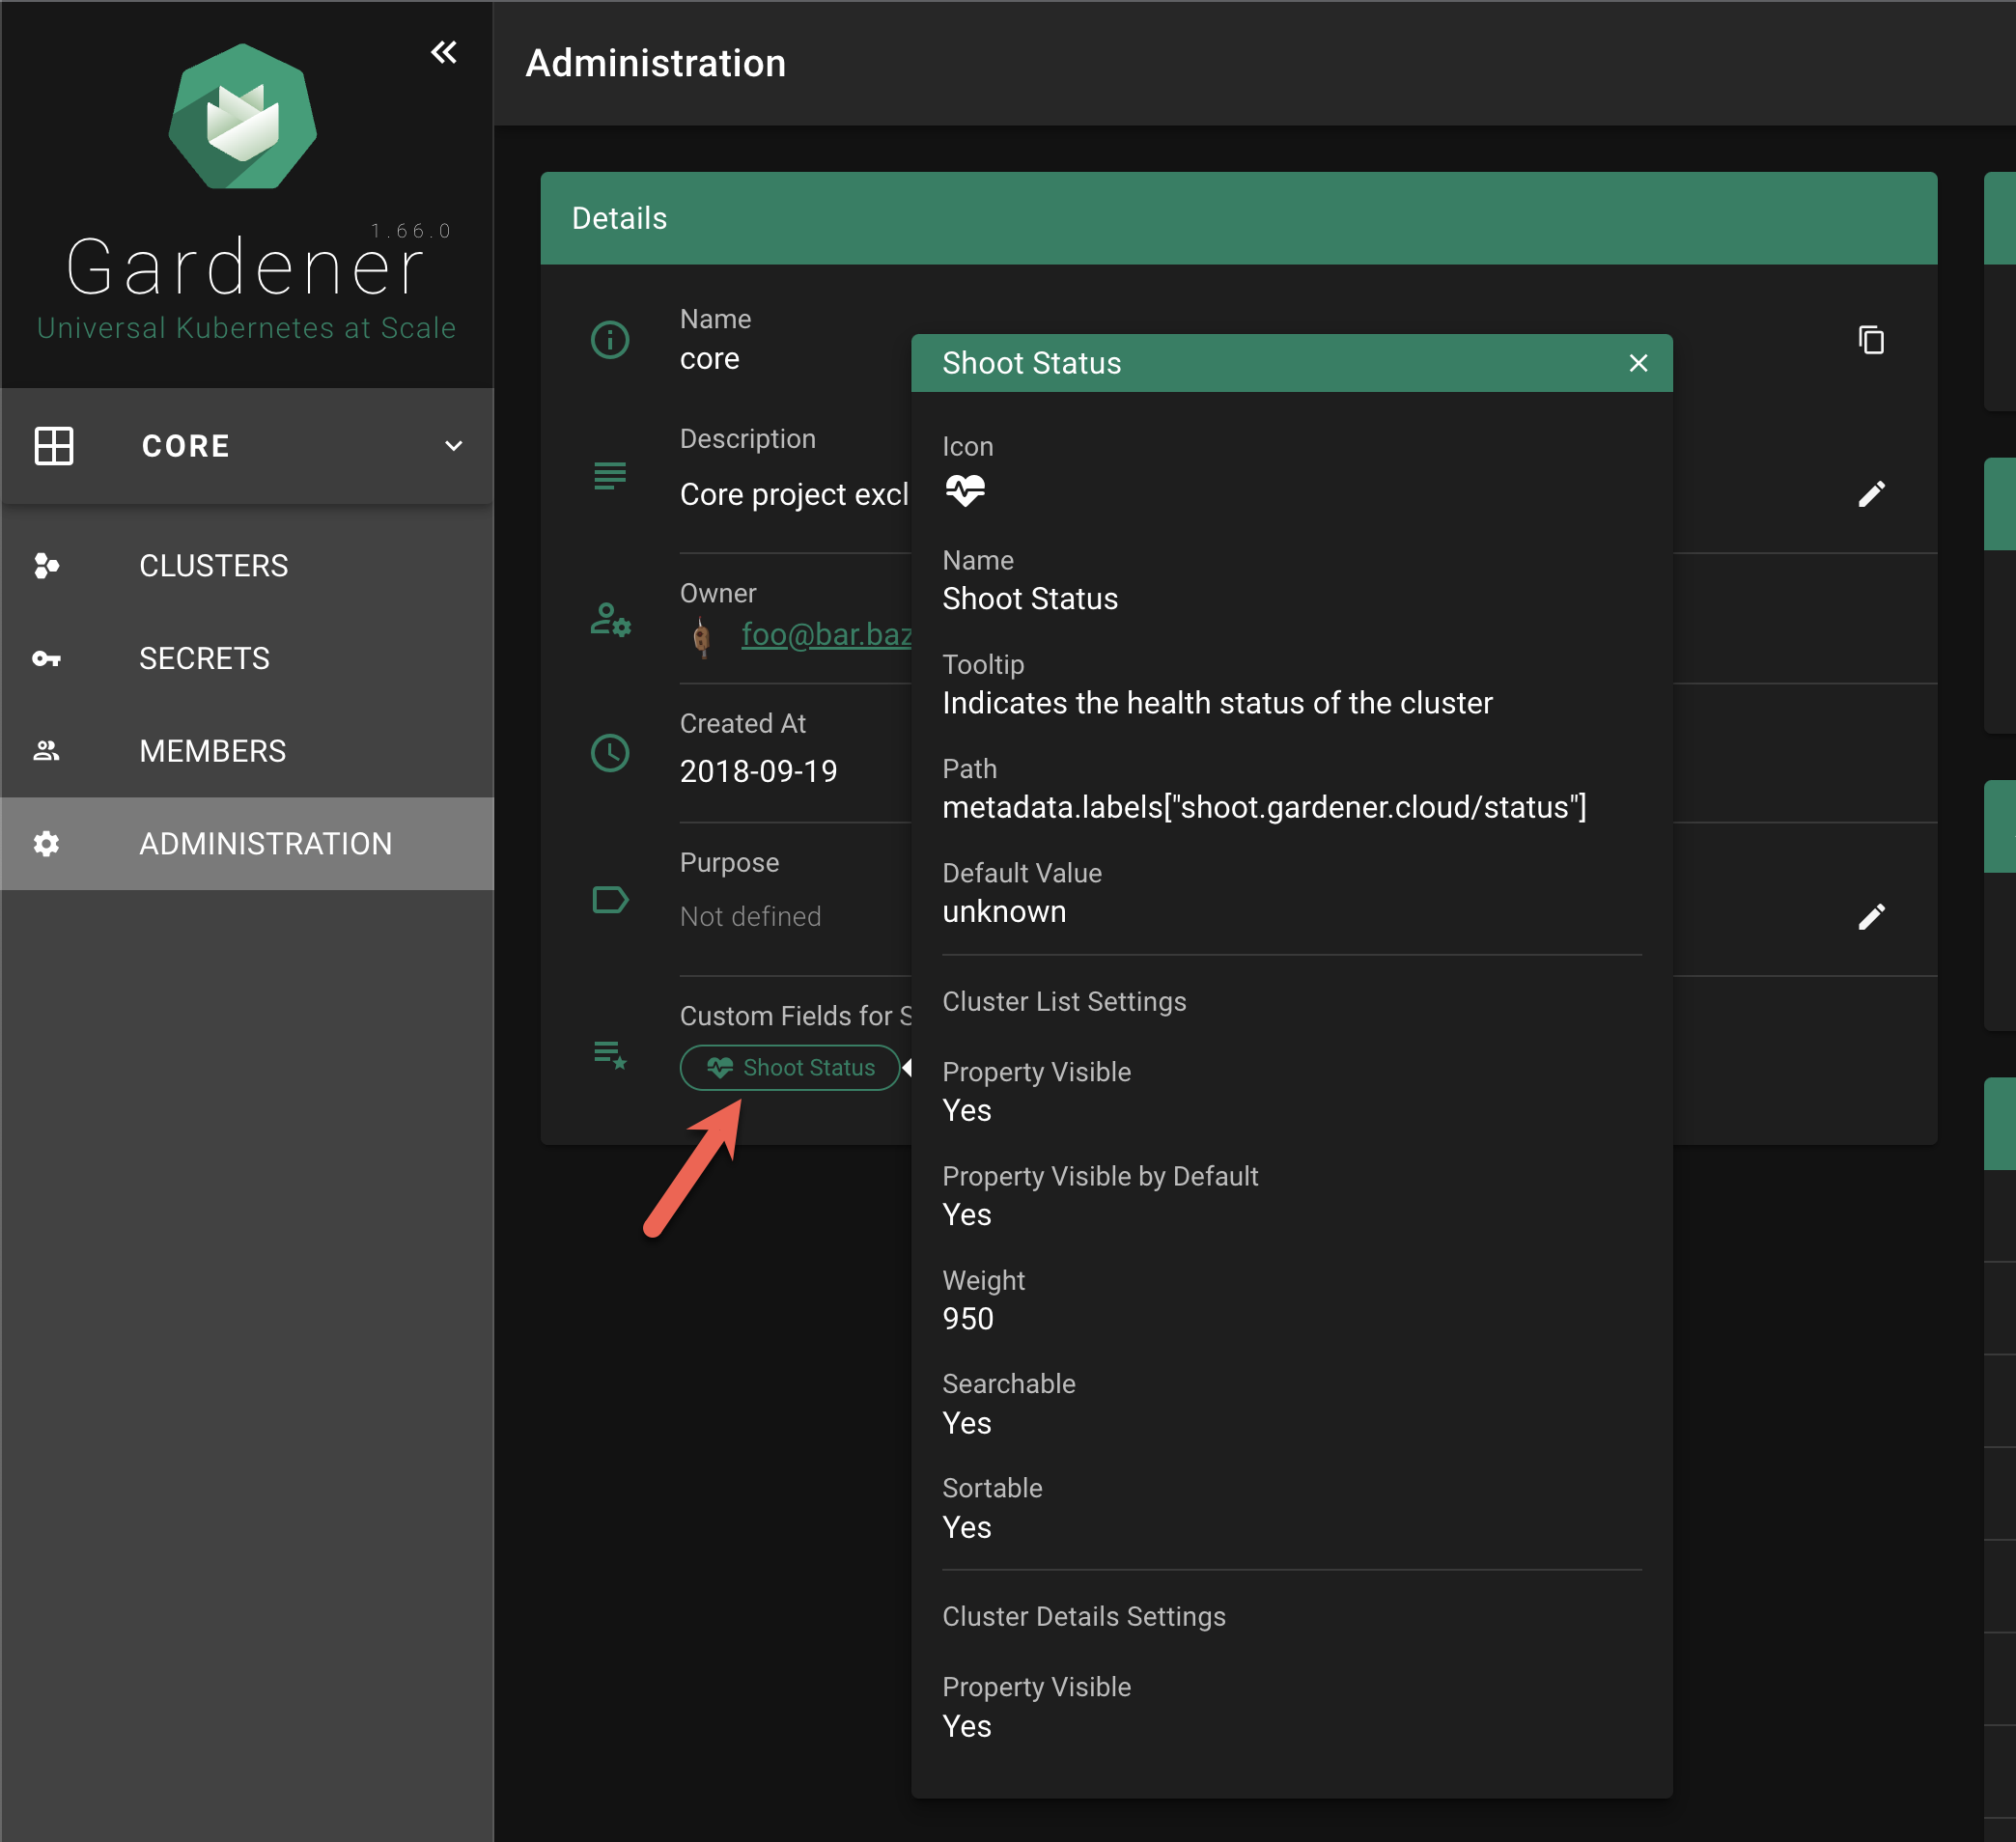 1.66.0
Gardener
Universal Kubernetes at Scale
CORE
CLUSTERS
SECRETS
MEMBERS
ADMINISTRATION
Administration
Details
Name
core
Description
Core project excl
Owner
foo@bar.baz
Created At
2018-09-19
Purpose
Not defined
Custom Fields for S
Shoot Status
Shoot Status
Icon
Name
Shoot Status
Tooltip
Indicates the health status of the cluster
Path
metadata.labels["shoot.gardener.cloud/status"]
Default Value
unknown
Cluster List Settings
Property Visible
Yes
Property Visible by Default
Yes
Weight
950
Searchable
Yes
Sortable
Yes
Cluster Details Settings
Property Visible
Yes